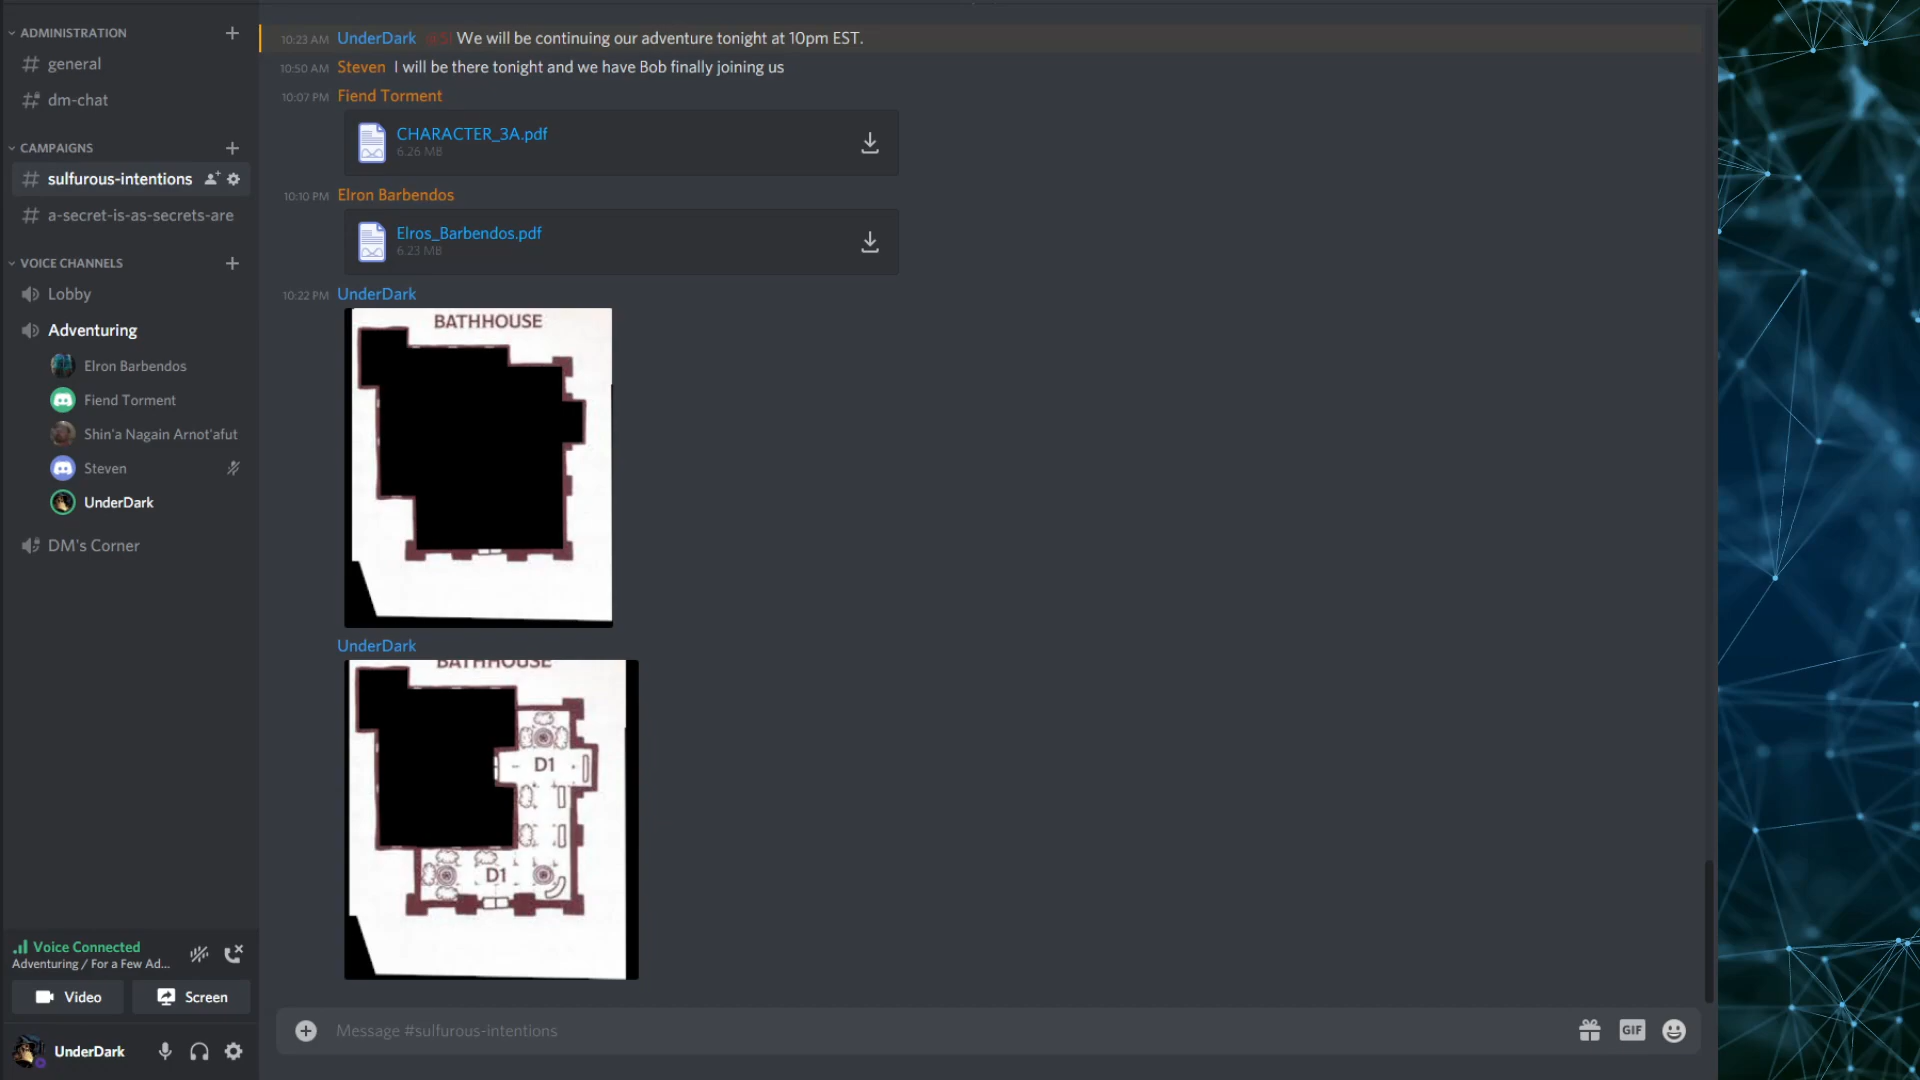 ADMINISTRATION
general
dm-chat
CAMPAIGNS
sulfurous-intentions
a-secret-is-as-secrets-are
VOICE CHANNELS
Lobby
Adventuring
Elron Barbendos
Fiend Torment
Shin'a Nagain Arnot'afut
Steven
UnderDark
DM's Corner
Voice Connected
Adventuring / For a Few Ad...
Video
Screen
UnderDark
10:23 AM UnderDark We will be continuing our adventure tonight at 10pm EST.
10:50 AM Steven I will be there tonight and we have Bob finally joining us
10:07 PM Fiend Torment
CHARACTER_3A.pdf
6.26 MB
10:10 PM Elron Barbendos
Elros_Barbendos.pdf
6.23 MB
10:22 PM UnderDark
BATHHOUSE
UnderDark
BATHHOUSE
D1
D1
Message #sulfurous-intentions
GIF